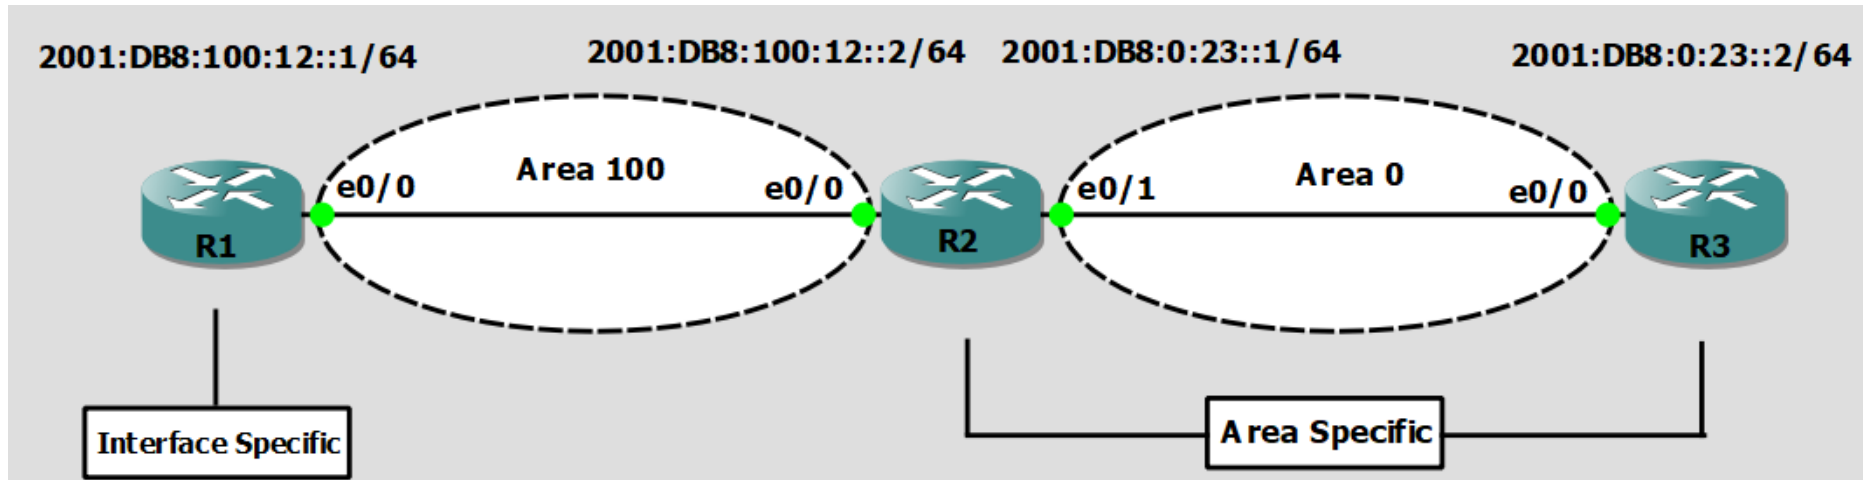 2001:DB8:100:12::1/64
2001:DB8:100:12::2/64
2001:DB8:0:23::1/64
2001:DB8:0:23::2/64
Area 100
Area 0
e0/0
e0/0
e0/1
e0/0
R1
R2
R3
Interface Specific
Area Specific